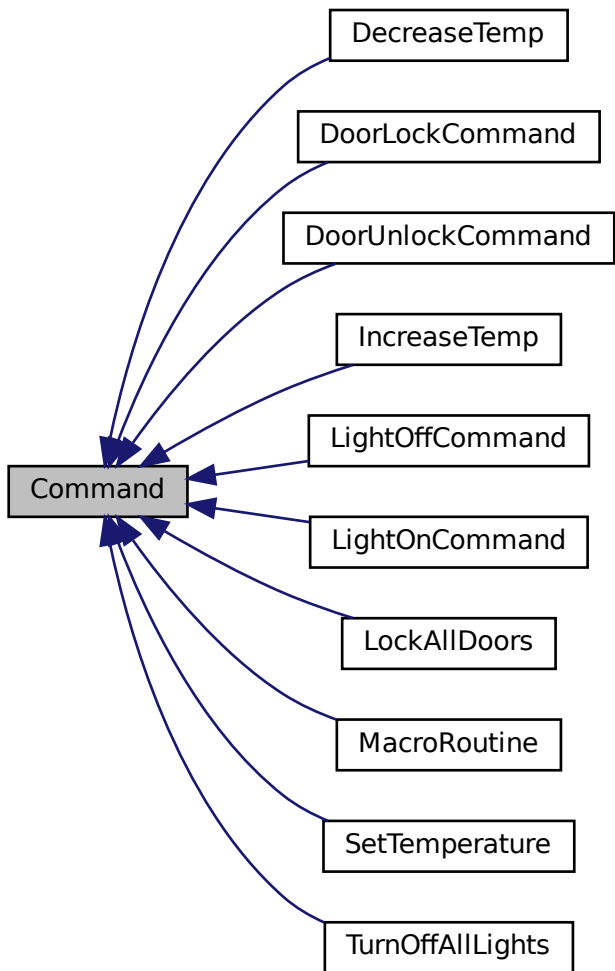 DecreaseTemp
DoorLockCommand
DoorUnlockCommand
IncreaseTemp
LightOffCommand
Command
LightOnCommand
LockAllDoors
MacroRoutine
SetTemperature
TurnOffAllLights